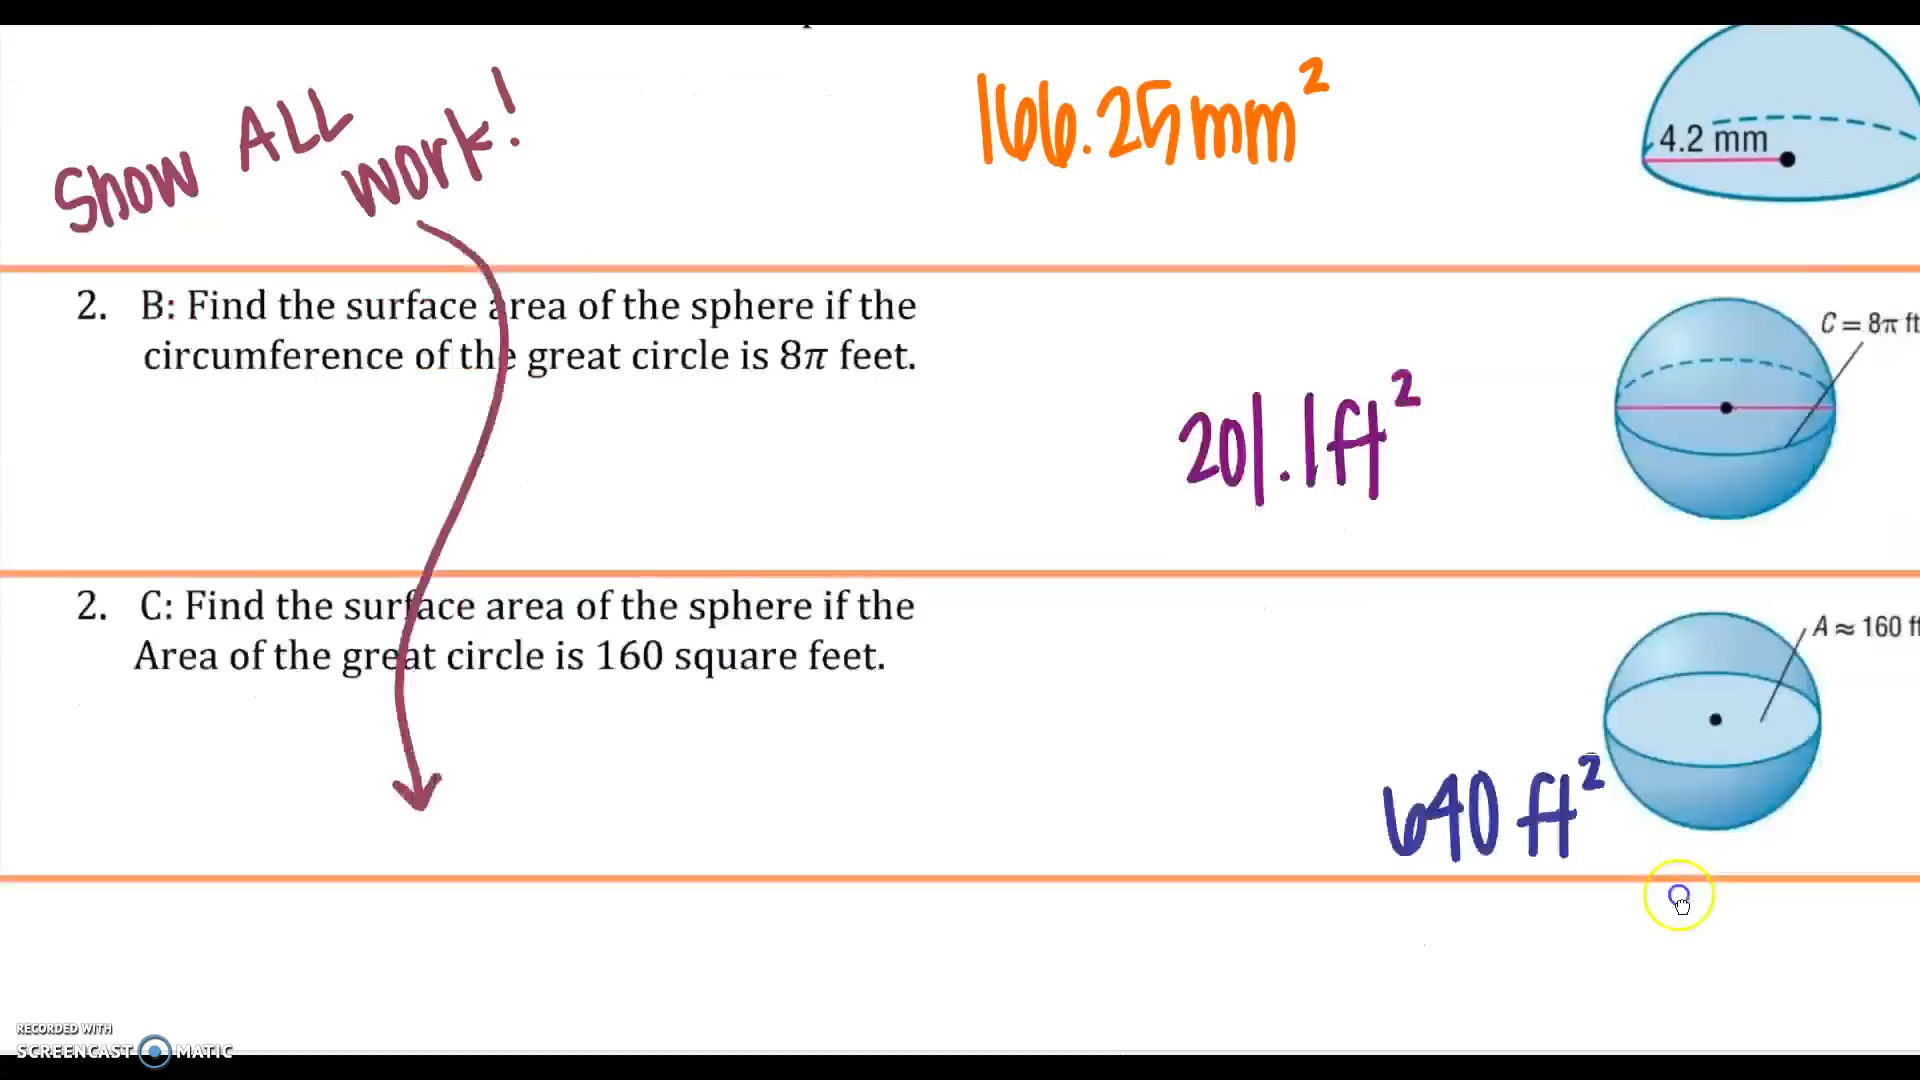 Show ALL work!
166.25mm²
4.2 mm
2. B: Find the surface area of the sphere if the
circumference of the great circle is 8π feet.
C = 8π ft
201.1ft²
2. C: Find the surface area of the sphere if the
Area of the great circle is 160 square feet.
A ≈ 160 f
640 ft²
RECORDED WITH
SCREENCAST MATIC